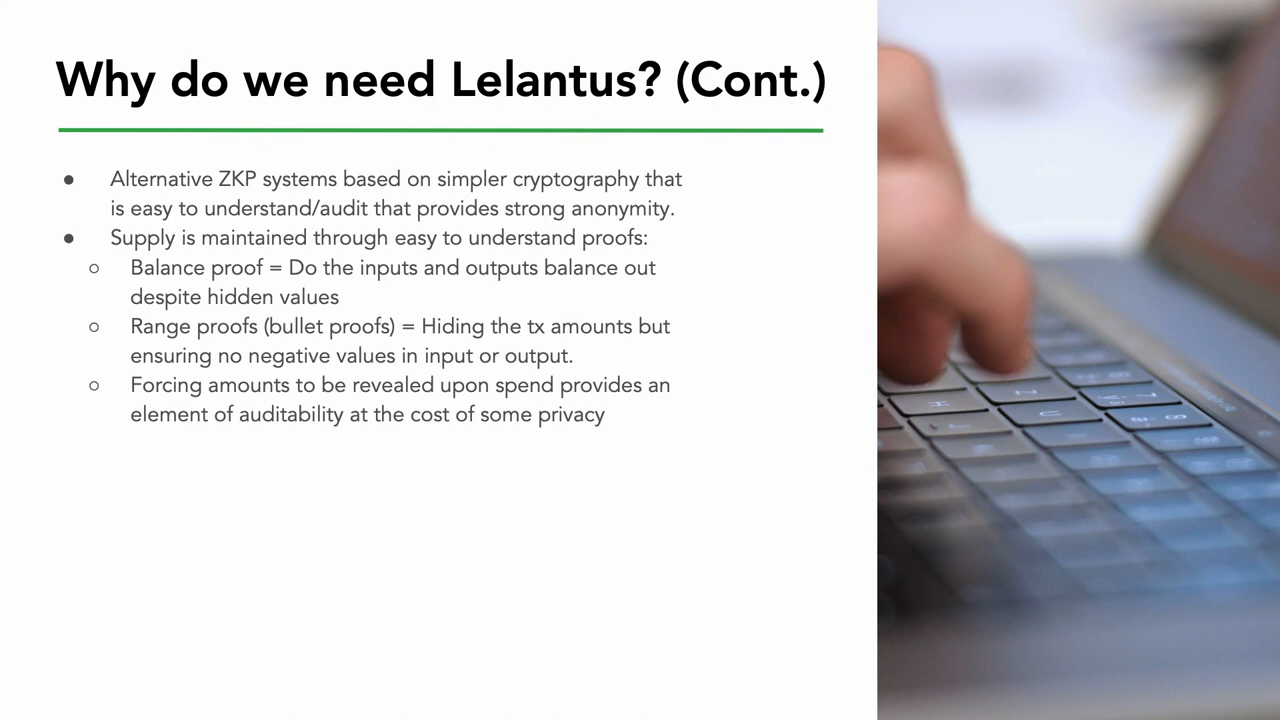 Why do we need Lelantus? (Cont.)
● Alternative ZKP systems based on simpler cryptography that
is easy to understand/audit that provides strong anonymity.
● Supply is maintained through easy to understand proofs:
○ Balance proof = Do the inputs and outputs balance out
despite hidden values
○ Range proofs (bullet proofs) = Hiding the tx amounts but
ensuring no negative values in input or output.
○ Forcing amounts to be revealed upon spend provides an
element of auditability at the cost of some privacy